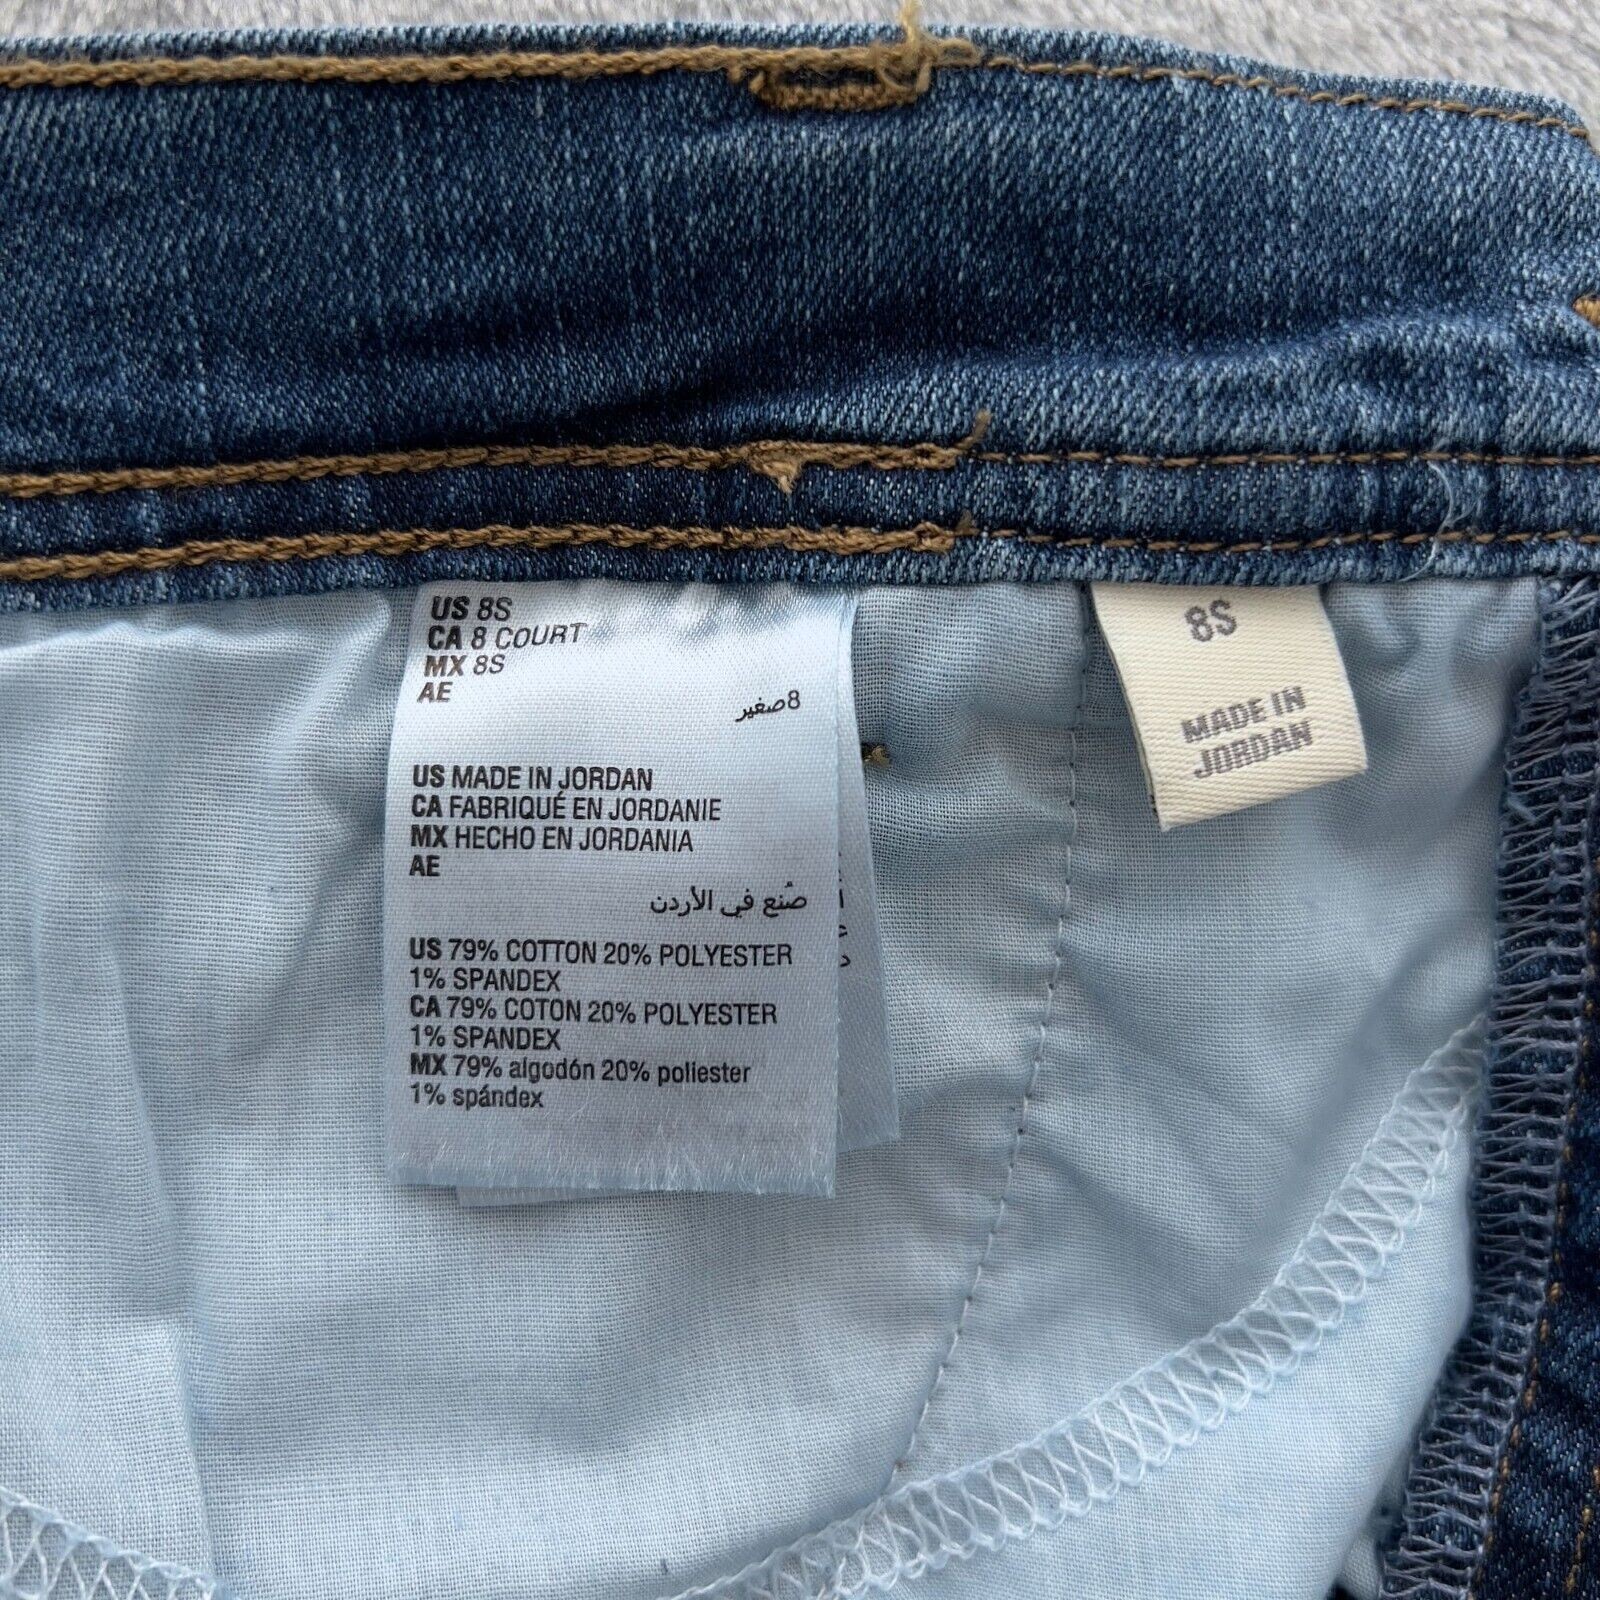 US 8S
CA 8 COURT
MX 8S
AE
8صغير
US MADE IN JORDAN
CA FABRIQUÉ EN JORDANIE
MX HECHO EN JORDANIA
AE
صُنع في الأردن
US 79% COTTON 20% POLYESTER
1% SPANDEX
CA 79% COTON 20% POLYESTER
1% SPANDEX
MX 79% algodón 20% poliester
1% spándex
8S
MADE IN
JORDAN